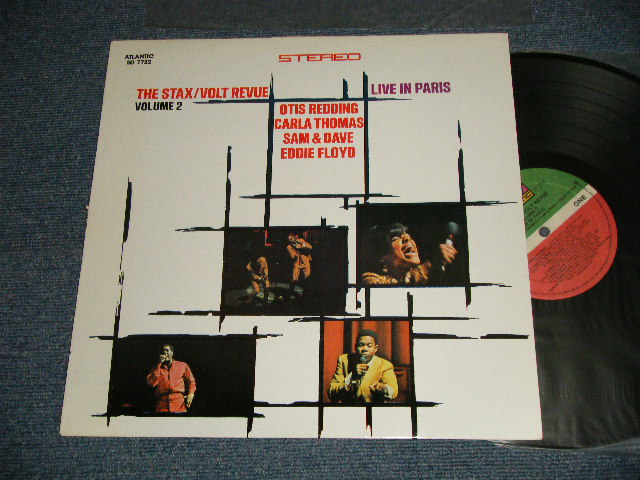 ATLANTIC
SD 7722
STEREO
THE STAX/VOLT REVUE
VOLUME 2
LIVE IN PARIS
OTIS REDDING
CARLA THOMAS
SAM & DAVE
EDDIE FLOYD
ONE